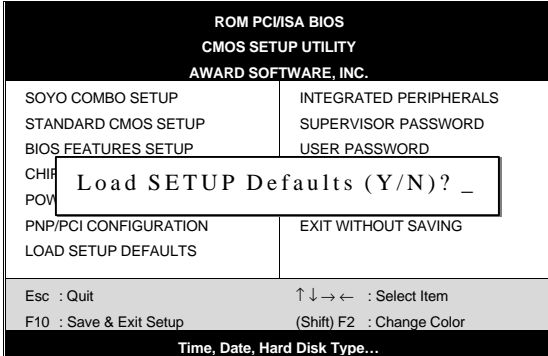 ROM PCI/ISA BIOS
CMOS SETUP UTILITY
AWARD SOFTWARE, INC.
SOYO COMBO SETUP
INTEGRATED PERIPHERALS
STANDARD CMOS SETUP
SUPERVISOR PASSWORD
BIOS FEATURES SETUP
USER PASSWORD
Load SETUP Defaults (Y/N)? _
PNP/PCI CONFIGURATION
EXIT WITHOUT SAVING
LOAD SETUP DEFAULTS
Esc : Quit
↑↓→← : Select Item
F10 : Save & Exit Setup
(Shift) F2 : Change Color
Time, Date, Hard Disk Type…